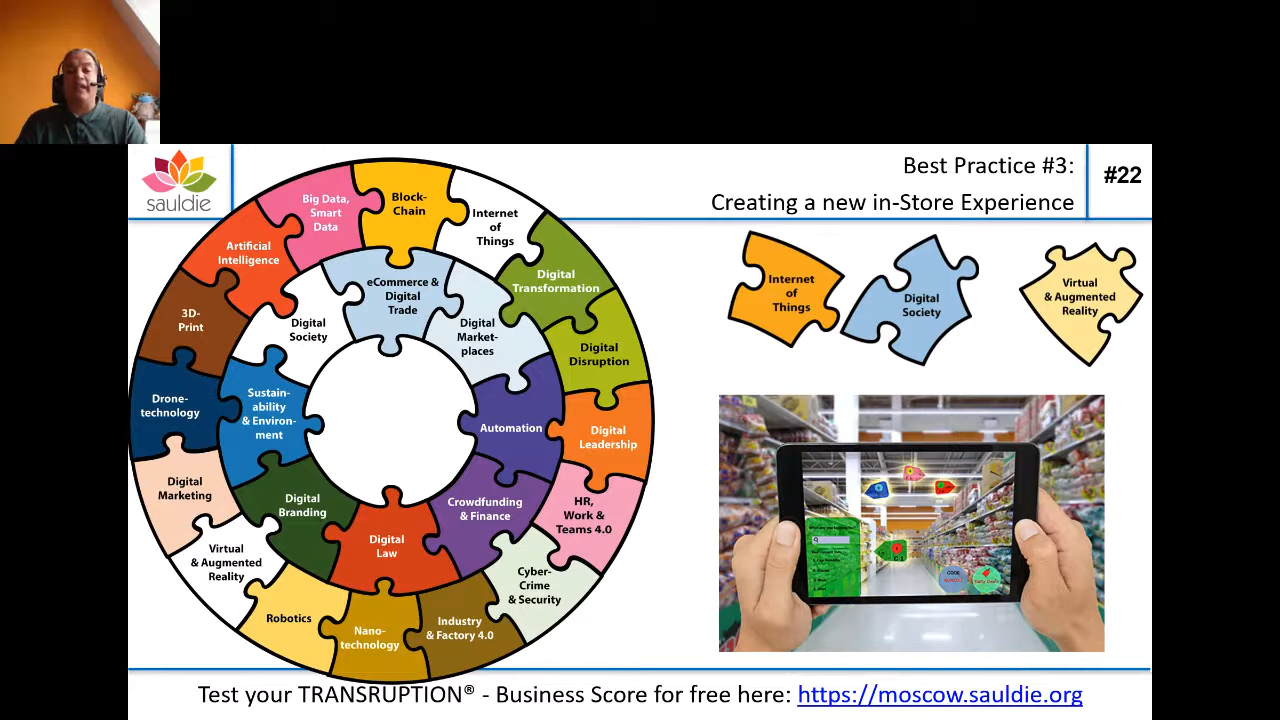 sauldie
Best Practice #3:
Creating a new in-Store Experience
#22
Big Data,
Smart
Data
Block-
Chain
Internet
of
Things
Digital
Transformation
Digital
Disruption
Digital
Leadership
HR,
Work &
Teams 4.0
Cyber-
Crime
& Security
Industry
& Factory 4.0
Nano-
technology
Robotics
Virtual
& Augmented
Reality
Digital
Marketing
Drone-
technology
3D-
Print
Artificial
Intelligence
eCommerce &
Digital
Trade
Digital
Market-
places
Automation
Crowdfunding
& Finance
Digital
Law
Digital
Branding
Sustain-
ability
& Environ-
ment
Digital
Society
Internet
of
Things
Digital
Society
Virtual
& Augmented
Reality
CODE
Daily Deals
Test your TRANSRUPTION® - Business Score for free here: https://moscow.sauldie.org